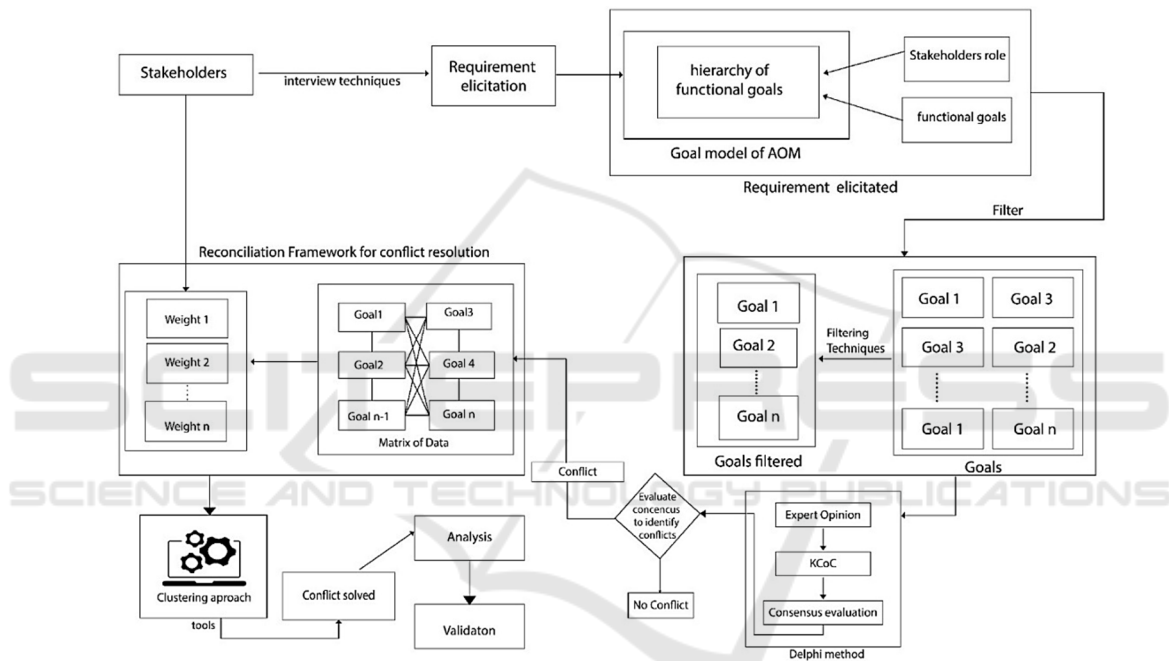 Stakeholders
interview techniques
Requirement
elicitation
hierarchy of
functional goals
Stakeholders role
functional goals
Goal model of AOM
Requirement elicitated
Filter
Reconciliation Framework for conflict resolution
Weight 1
Weight 2
Weight n
Goal1
Goal3
Goal2
Goal 4
Goal n-1
Goal n
Matrix of Data
Goal 1
Goal 2
Goal n
Goals filtered
Filtering
Techniques
Goal 1
Goal 3
Goal 3
Goal 2
Goal 1
Goal n
Goals
Conflict
Evaluate
concencus
to identify
conflicts
No Conflict
Expert Opinion
KCoC
Consensus evaluation
Delphi method
Clustering aproach
tools
Conflict solved
Analysis
Validaton
SCITEPRESS
SCIENCE AND TECHNOLOGY PUBLICATIONS